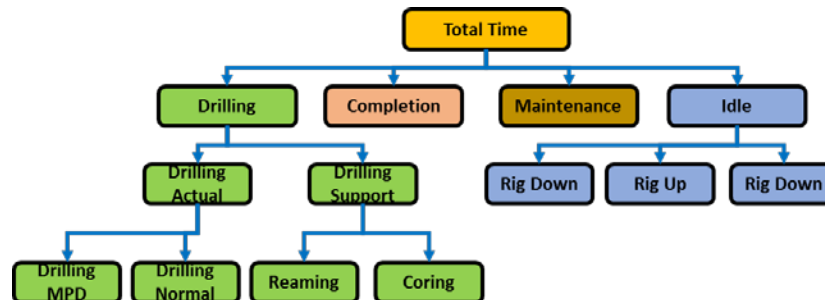 Total Time
Drilling
Completion
Maintenance
Idle
Drilling
Actual
Drilling
Support
Rig Down
Rig Up
Rig Down
Drilling
MPD
Drilling
Normal
Reaming
Coring